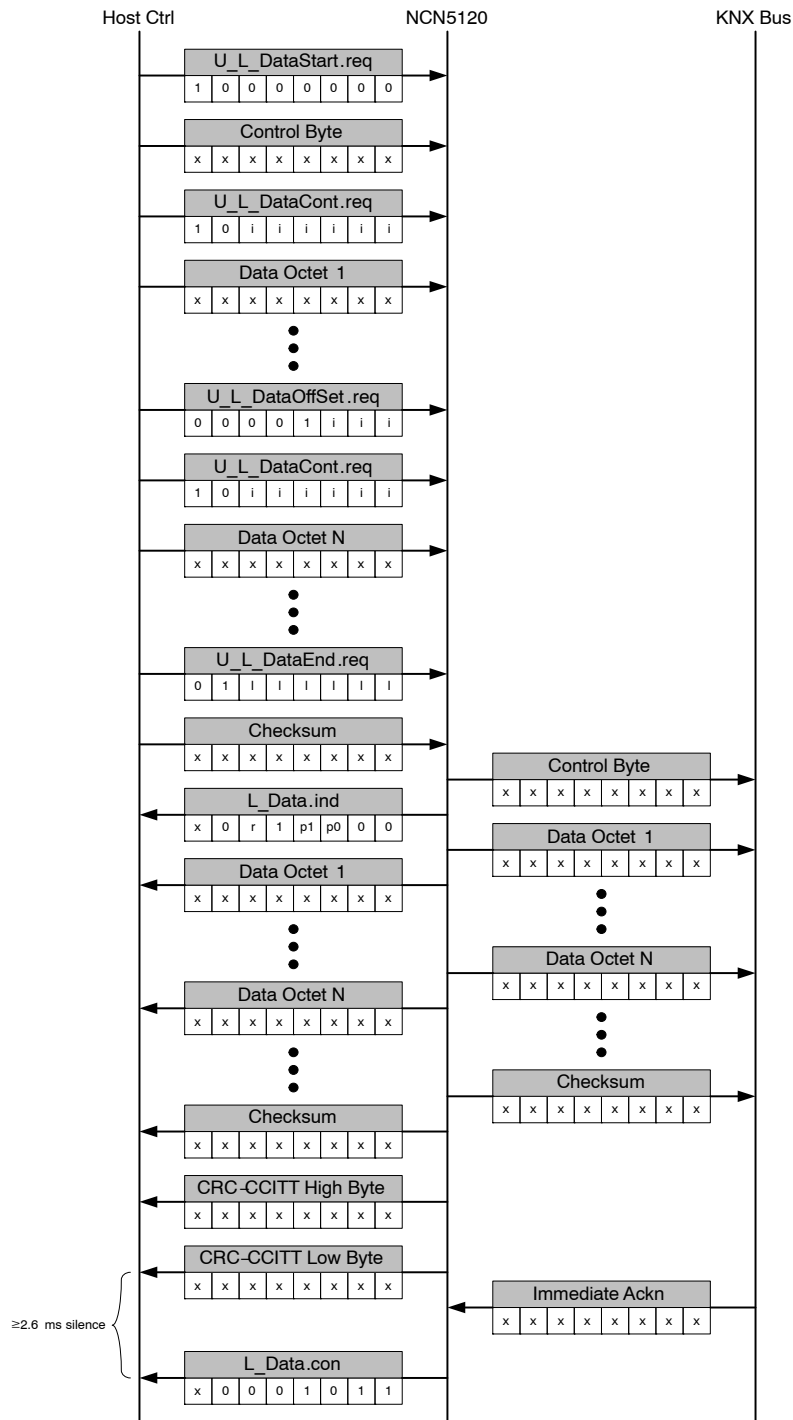 Host Ctrl NCN5120 KNX Bus
U_L_DataStart.req
1 0 0 0 0 0 0 0
Control Byte
x x x x x x x x
U_L_DataCont.req
1 0 i i i i i i
Data Octet 1
x x x x x x x x
U_L_DataOffSet.req
0 0 0 0 1 i i i
U_L_DataCont.req
1 0 i i i i i i
Data Octet N
x x x x x x x x
U_L_DataEnd.req
0 1 l l l l l l
Checksum
x x x x x x x x
Control Byte
x x x x x x x x
L_Data.ind
x 0 r 1 p1 p0 0 0
Data Octet 1
x x x x x x x x
Data Octet 1
x x x x x x x x
Data Octet N
x x x x x x x x
Data Octet N
x x x x x x x x
Checksum
x x x x x x x x
Checksum
x x x x x x x x
CRC-CCITT High Byte
x x x x x x x x
CRC-CCITT Low Byte
x x x x x x x x
Immediate Ackn
x x x x x x x x
≥2.6 ms silence
L_Data.con
x 0 0 0 1 0 1 1